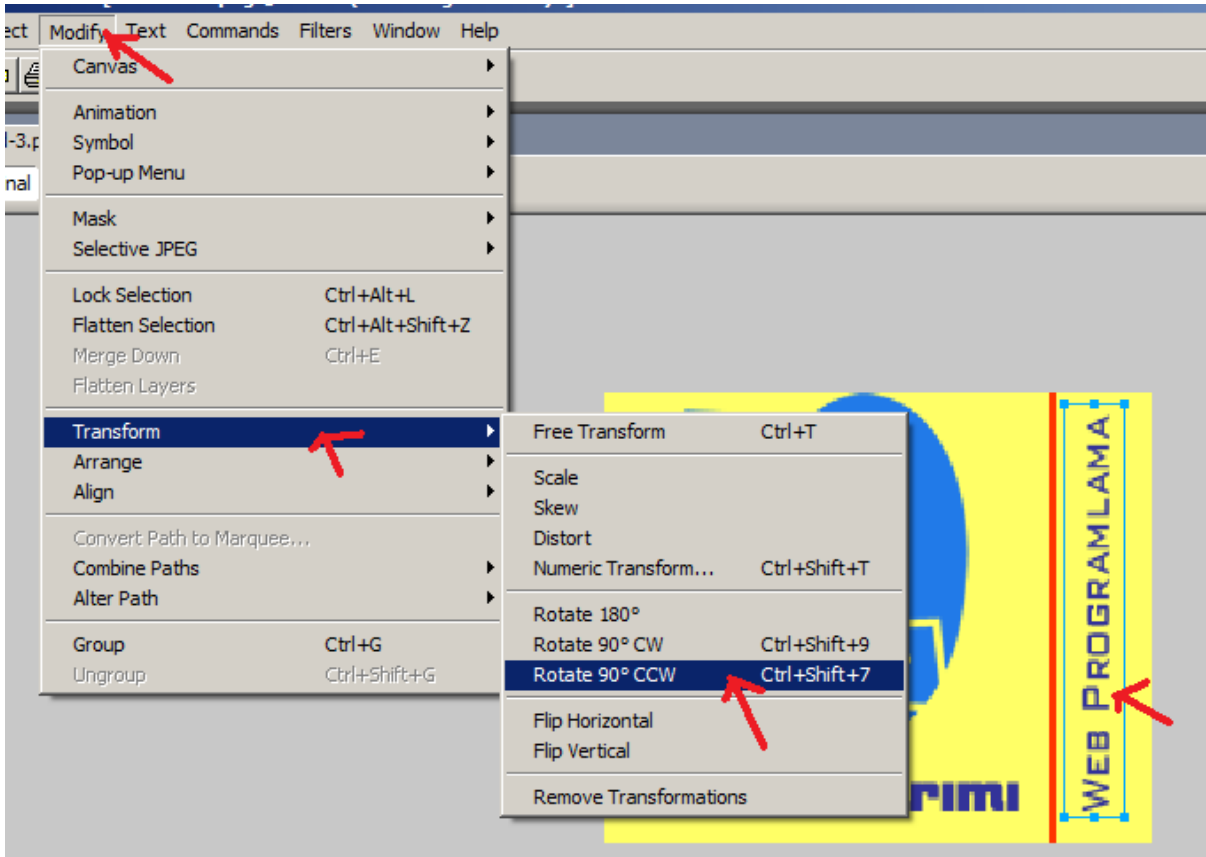 ect Modify Text Commands Filters Window Help
Canvas
Animation
-3.p
Symbol
nal
Pop-up Menu
Mask
Selective JPEG
Lock Selection Ctrl+Alt+L
Flatten Selection Ctrl+Alt+Shift+Z
Merge Down Ctrl+E
Flatten Layers
Transform
Arrange
Align
Convert Path to Marquee...
Combine Paths
Alter Path
Group Ctrl+G
Ungroup Ctrl+Shift+G
Free Transform Ctrl+T
Scale
Skew
Distort
Numeric Transform... Ctrl+Shift+T
Rotate 180°
Rotate 90° CW Ctrl+Shift+9
Rotate 90° CCW Ctrl+Shift+7
Flip Horizontal
Flip Vertical
Remove Transformations
rimi
WEB PROGRAMLAMA